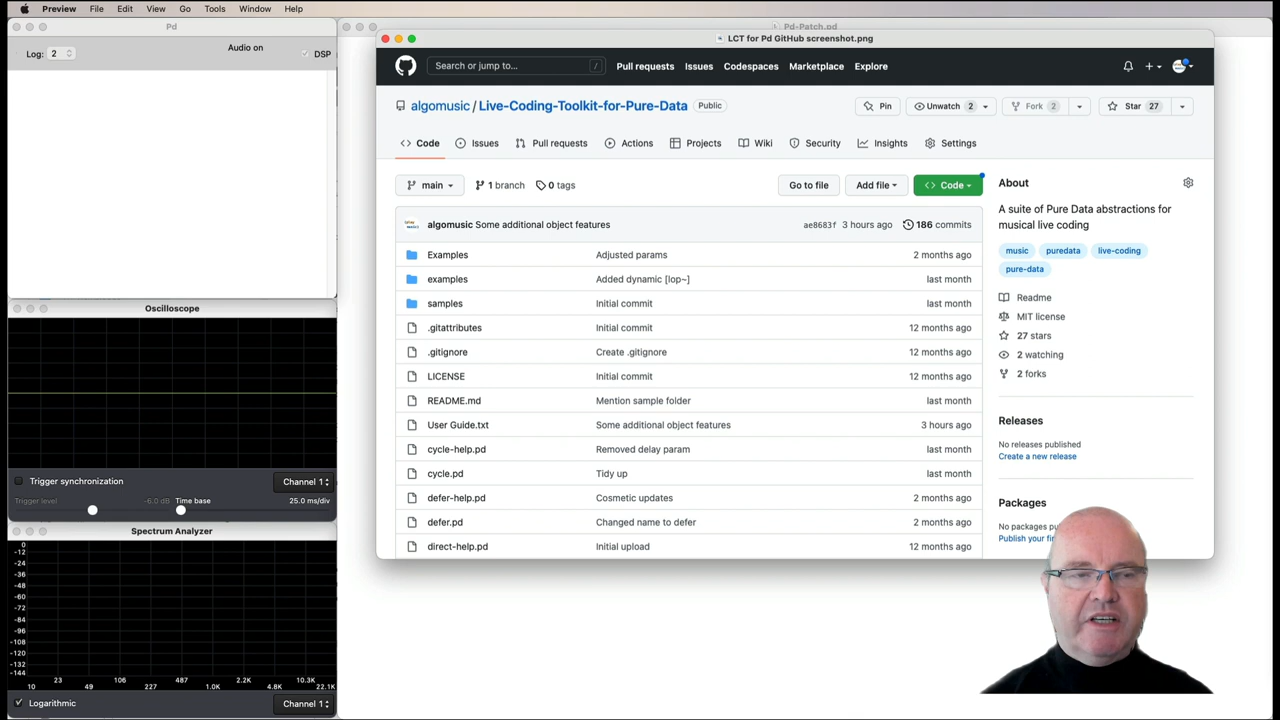 Preview File Edit View Go Tools Window Help
Pd
Log: 2
Audio on
DSP
Oscilloscope
Trigger synchronization
Channel 1
Trigger level
-6.0 dB
Time base
25.0 ms/div
Spectrum Analyzer
0
-12
-24
-36
-48
-60
-72
-84
-96
-108
-120
-132
-144
23 106 487 2.2K 10.3K
10 49 227 1.0K 4.8K 22.1K
Logarithmic
Channel 1
Pd-Patch.pd
LCT for Pd GitHub screenshot.png
Search or jump to... /
Pull requests Issues Codespaces Marketplace Explore
algomusic / Live-Coding-Toolkit-for-Pure-Data Public
Pin Unwatch 2 Fork 2 Star 27
Code Issues Pull requests Actions Projects Wiki Security Insights Settings
main 1 branch 0 tags Go to file Add file Code
algomusic Some additional object features ae8683f 3 hours ago 186 commits
Examples Adjusted params 2 months ago
examples Added dynamic [lop~] last month
samples Initial commit last month
.gitattributes Initial commit 12 months ago
.gitignore Create .gitignore 12 months ago
LICENSE Initial commit 12 months ago
README.md Mention sample folder last month
User Guide.txt Some additional object features 3 hours ago
cycle-help.pd Removed delay param last month
cycle.pd Tidy up last month
defer-help.pd Cosmetic updates 2 months ago
defer.pd Changed name to defer 2 months ago
direct-help.pd Initial upload 12 months ago
About
A suite of Pure Data abstractions for
musical live coding
music puredata live-coding
pure-data
Readme
MIT license
27 stars
2 watching
2 forks
Releases
No releases published
Create a new release
Packages
No packages
Publish your